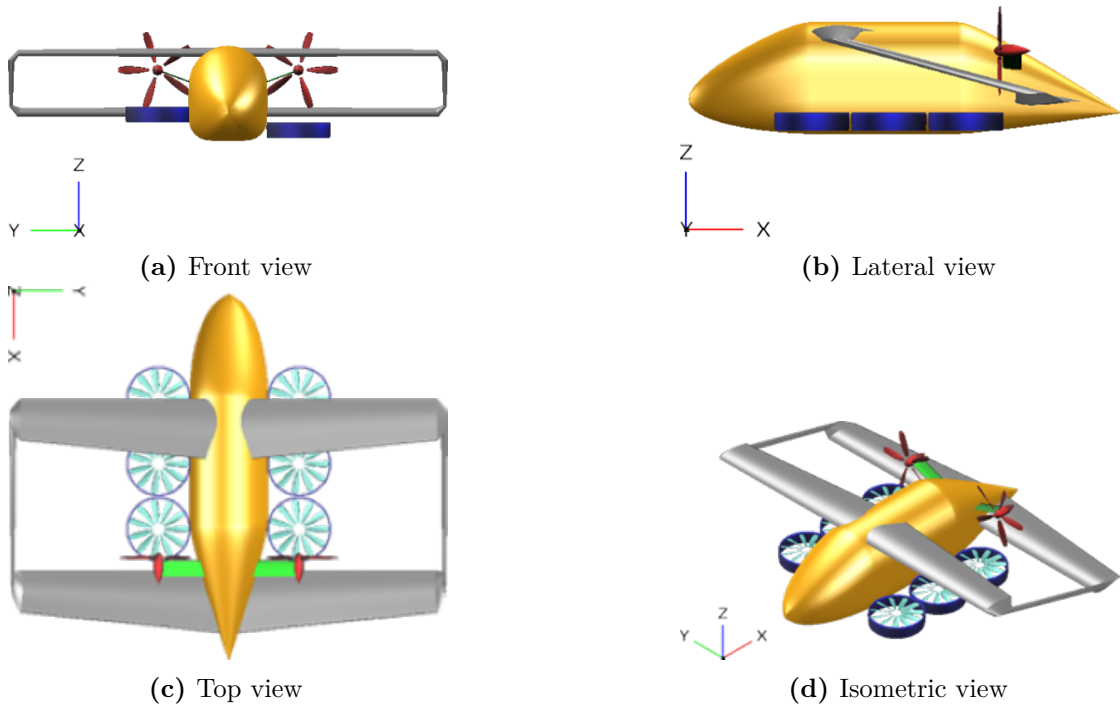 Z
Y X
(a) Front view
Z
Y X
(b) Lateral view
Z Y
X
(c) Top view
Z
Y X
(d) Isometric view